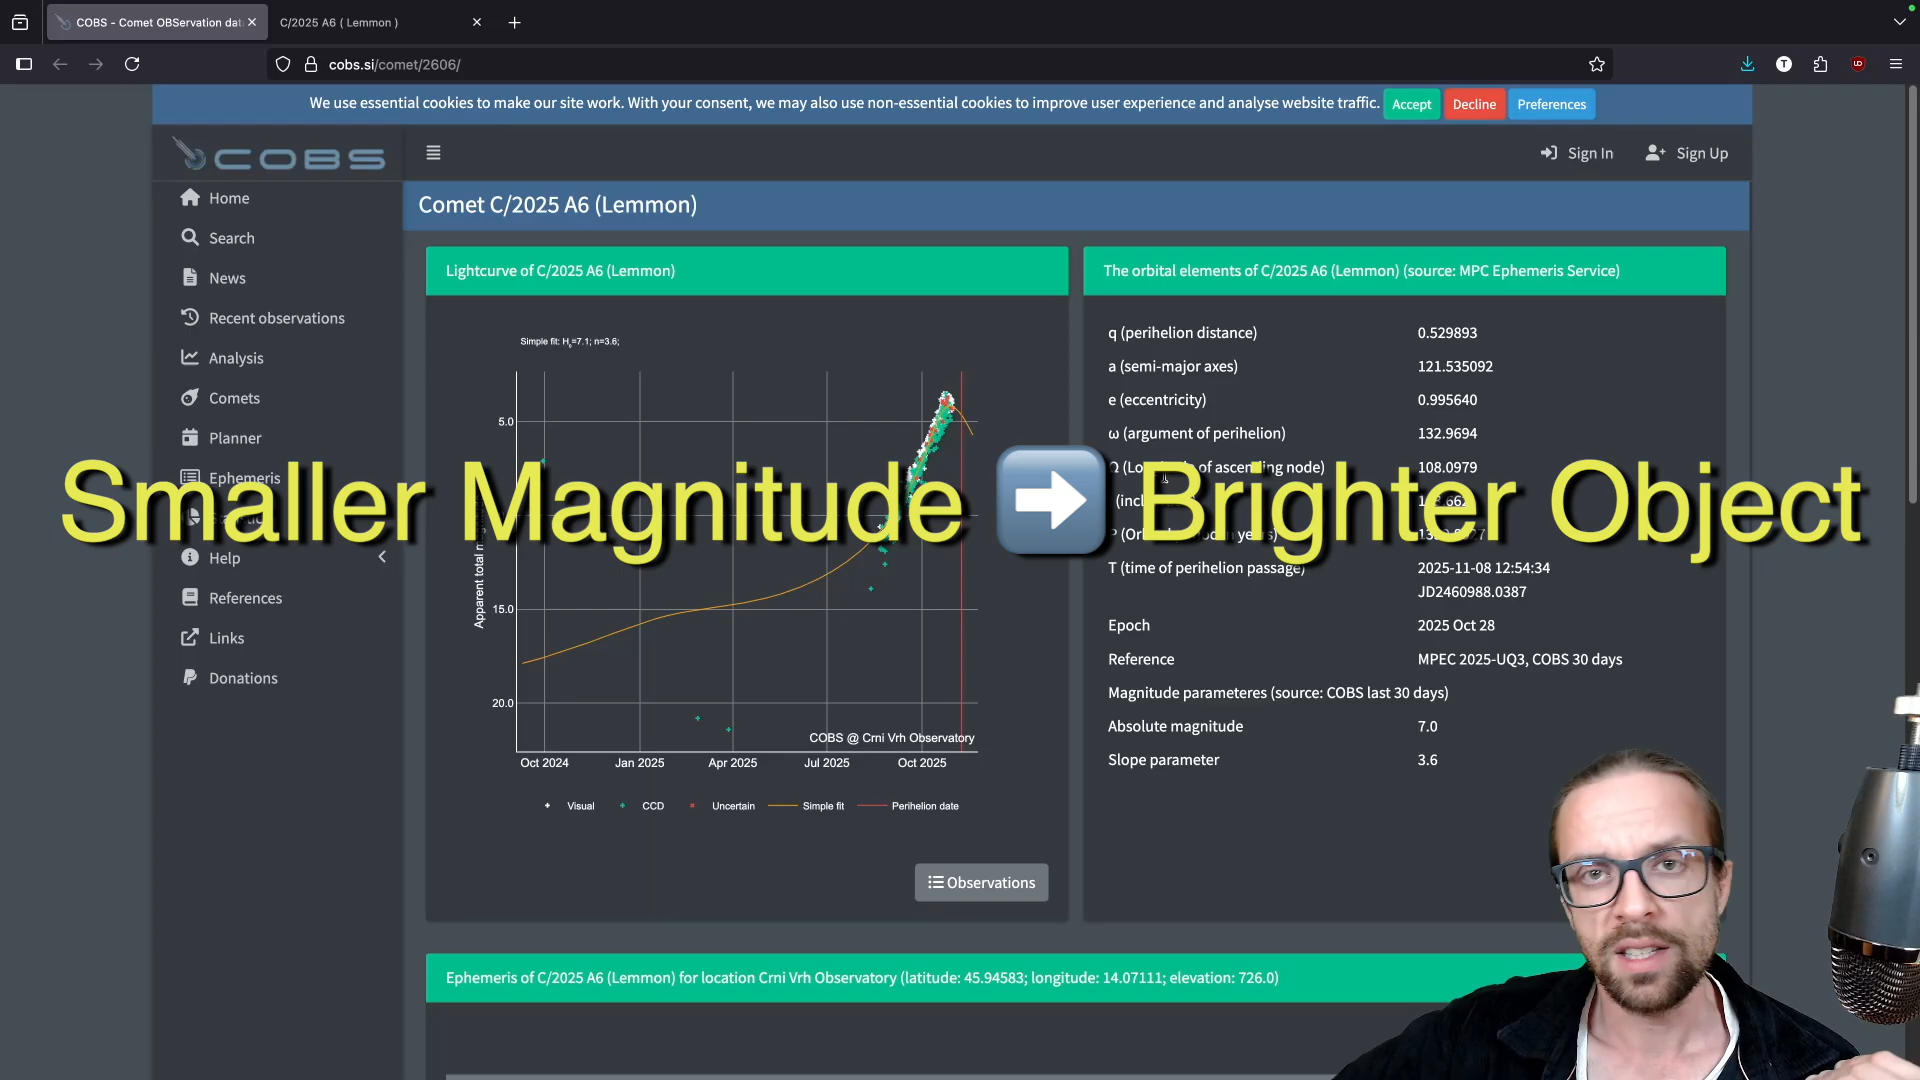 COBS - Comet OBServation dat
C/2025 A6 ( Lemmon )
cobs.si/comet/2606/
We use essential cookies to make our site work. With your consent, we may also use non-essential cookies to improve user experience and analyse website traffic.
Accept
Decline
Preferences
COBS
Sign In
Sign Up
Home
Search
News
Recent observations
Analysis
Comets
Planner
Ephemeris
Help
References
Links
Donations
Comet C/2025 A6 (Lemmon)
Lightcurve of C/2025 A6 (Lemmon)
Simple fit: H0=7.1; n=3.6;
5.0
15.0
20.0
Apparent total
COBS @ Crni Vrh Observatory
Oct 2024
Jan 2025
Apr 2025
Jul 2025
Oct 2025
Visual
CCD
Uncertain
Simple fit
Perihelion date
Observations
The orbital elements of C/2025 A6 (Lemmon) (source: MPC Ephemeris Service)
q (perihelion distance) 0.529893
a (semi-major axes) 121.535092
e (eccentricity) 0.995640
ω (argument of perihelion) 132.9694
of ascending node) 108.0979
T (time of perihelion passage) 2025-11-08 12:54:34
JD2460988.0387
Epoch 2025 Oct 28
Reference MPEC 2025-UQ3, COBS 30 days
Magnitude parameteres (source: COBS last 30 days)
Absolute magnitude 7.0
Slope parameter 3.6
Smaller Magnitude ➡ Brighter Object
Ephemeris of C/2025 A6 (Lemmon) for location Crni Vrh Observatory (latitude: 45.94583; longitude: 14.07111; elevation: 726.0)